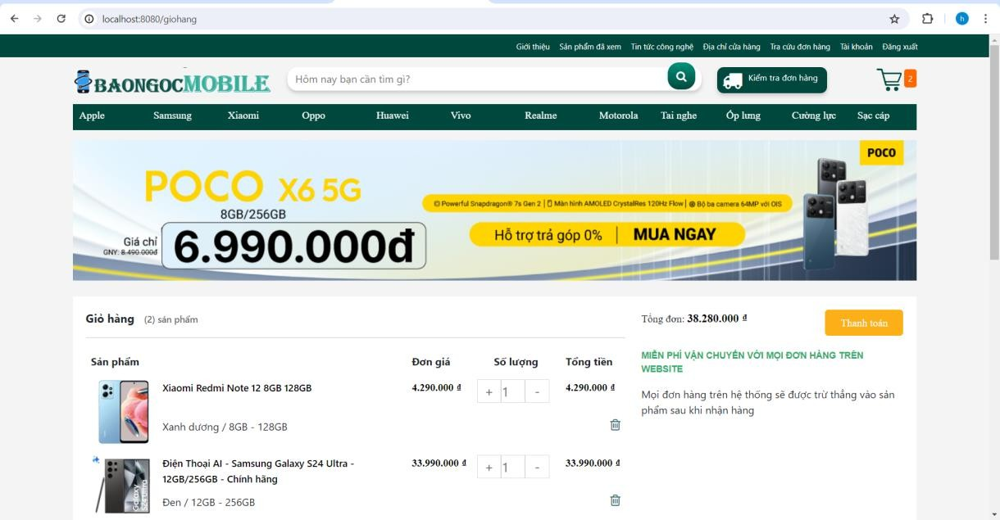 localhost:8080/giohang
h
Giới thiệu Sản phẩm đã xem Tin tức công nghệ Địa chỉ cửa hàng Tra cứu đơn hàng Tài khoản Đăng xuất
BAONGOCMOBILE
Hôm nay bạn cần tìm gì?
Kiểm tra đơn hàng
2
Apple Samsung Xiaomi Oppo Huawei Vivo Realme Motorola Tai nghe Ốp lưng Cường lực Sạc cáp
POCO
POCO X6 5G
8GB/256GB
Powerful Snapdragon® 7s Gen 2 | Màn hình AMOLED CrystalRes 120Hz Flow | Bộ ba camera 64MP với OIS
Giá chỉ 6.990.000đ
GNY: 8.490.000đ
Hỗ trợ trả góp 0% | MUA NGAY
Giỏ hàng (2) sản phẩm
Tổng đơn: 38.280.000 đ
Thanh toán
MIỄN PHÍ VẬN CHUYỂN VỚI MỌI ĐƠN HÀNG TRÊN
WEBSITE
Mọi đơn hàng trên hệ thống sẽ được trừ thẳng vào sản
phẩm sau khi nhận hàng
Sản phẩm Đơn giá Số lượng Tổng tiền
Xiaomi Redmi Note 12 8GB 128GB 4.290.000 đ + 1 - 4.290.000 đ
Xanh dương / 8GB - 128GB
Điện Thoại AI - Samsung Galaxy S24 Ultra - 33.990.000 đ + 1 - 33.990.000 đ
12GB/256GB - Chính hãng
Đen / 12GB - 256GB
Galaxy
S24 Ultra